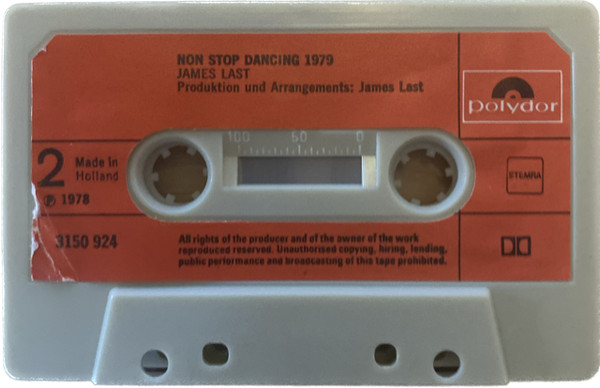 NON STOP DANCING 1979
JAMES LAST
Produktion und Arrangements: James Last
polydor
100 50 0
2 Made in
Holland
℗ 1978
STEMRA
3150 924
All rights of the producer and of the owner of the work
reproduced reserved. Unauthorised copying, hiring, lending,
public performance and broadcasting of this tape prohibited.